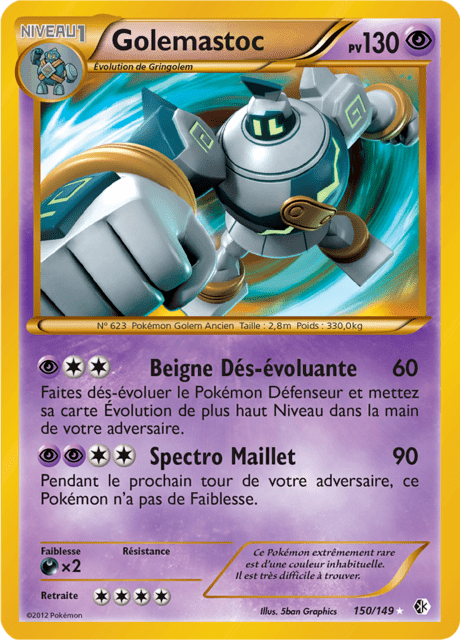 NIVEAU 1
Golemastoc
PV 130
Évolution de Gringolem
N° 623 Pokémon Golem Ancien Taille : 2,8m Poids : 330,0kg
Beigne Dés-évoluante 60
Faites dés-évoluer le Pokémon Défenseur et mettez
sa carte Évolution de plus haut Niveau dans la main
de votre adversaire.
Spectro Maillet 90
Pendant le prochain tour de votre adversaire, ce
Pokémon n'a pas de Faiblesse.
Faiblesse Résistance
×2
Retraite
Ce Pokémon extrêmement rare
est d'une couleur inhabituelle.
Il est très difficile à trouver.
©2012 Pokémon Illus. 5ban Graphics 150/149